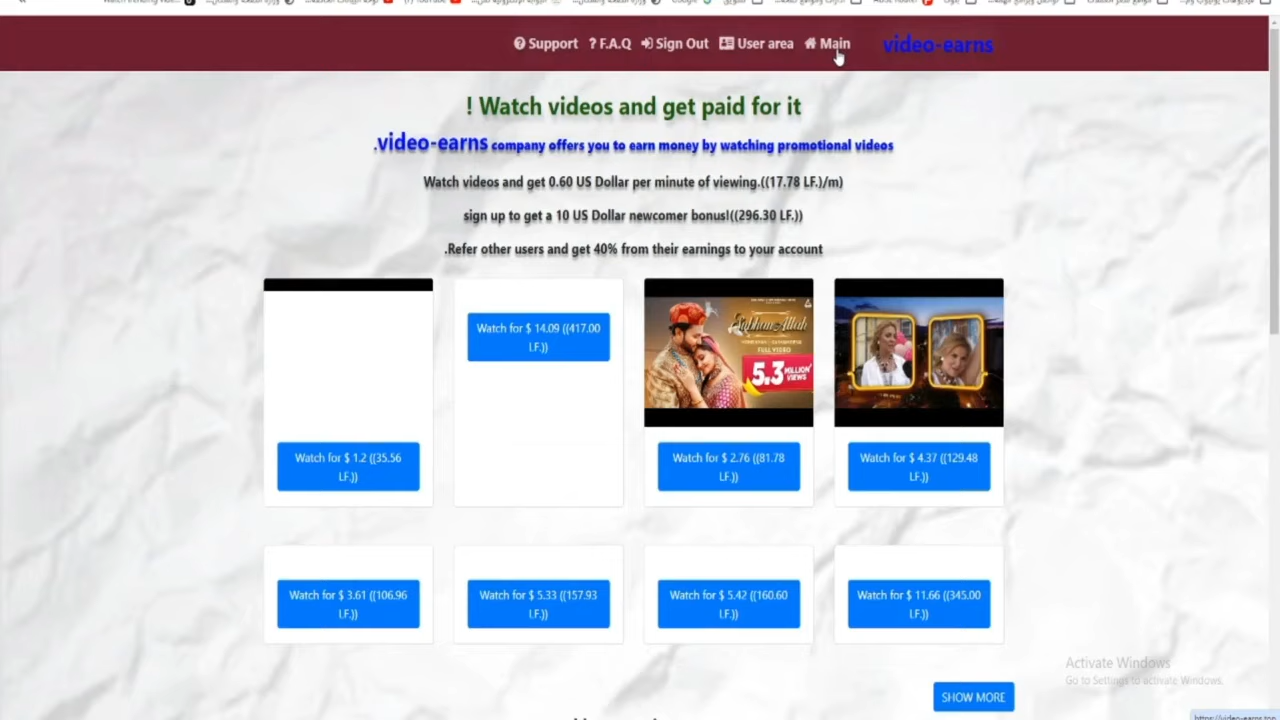 Support
F.A.Q
Sign Out
User area
Main
video-earns
! Watch videos and get paid for it
.video-earns company offers you to earn money by watching promotional videos
Watch videos and get 0.60 US Dollar per minute of viewing.((17.78 LF.)/m)
sign up to get a 10 US Dollar newcomer bonus!((296.30 LF.))
.Refer other users and get 40% from their earnings to your account
FULL VIDEO
5.3 MILLION VIEWS
Watch for $ 14.09 ((417.00
LF.))
Watch for $ 1.2 ((35.56
LF.))
Watch for $ 2.76 ((81.78
LF.))
Watch for $ 4.37 ((129.48
LF.))
Watch for $ 3.61 ((106.96
LF.))
Watch for $ 5.33 ((157.93
LF.))
Watch for $ 5.42 ((160.60
LF.))
Watch for $ 11.66 ((345.00
LF.))
Activate Windows
Go to Settings to activate Windows.
SHOW MORE
https://video-earns.top